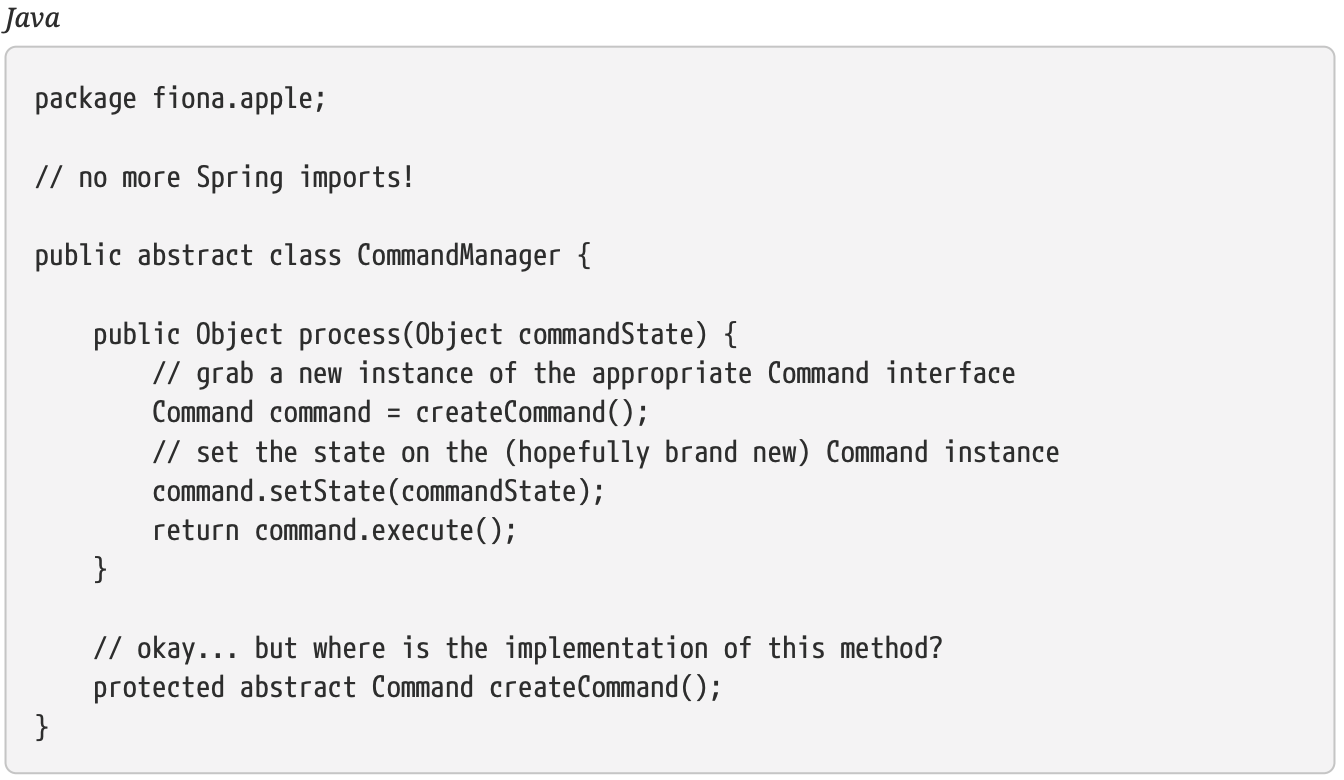 Java
package fiona.apple;
// no more Spring imports!
public abstract class CommandManager {
public Object process(Object commandState) {
// grab a new instance of the appropriate Command interface
Command command = createCommand();
// set the state on the (hopefully brand new) Command instance
command.setState(commandState);
return command.execute();
}
// okay... but where is the implementation of this method?
protected abstract Command createCommand();
}